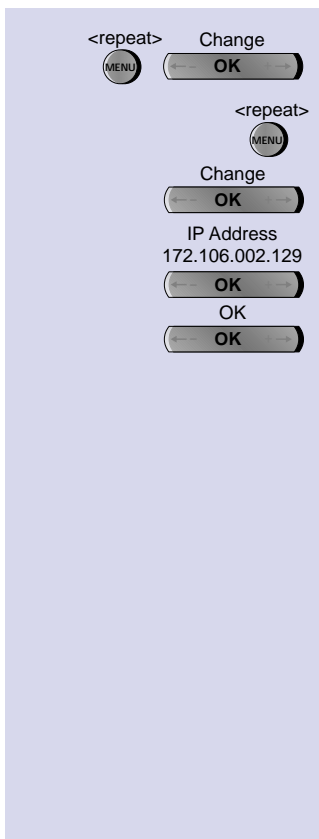 <repeat> Change
MENU ←- OK +→
<repeat>
MENU
Change
←- OK +→
IP Address
172.106.002.129
←- OK +→
OK
←- OK +→